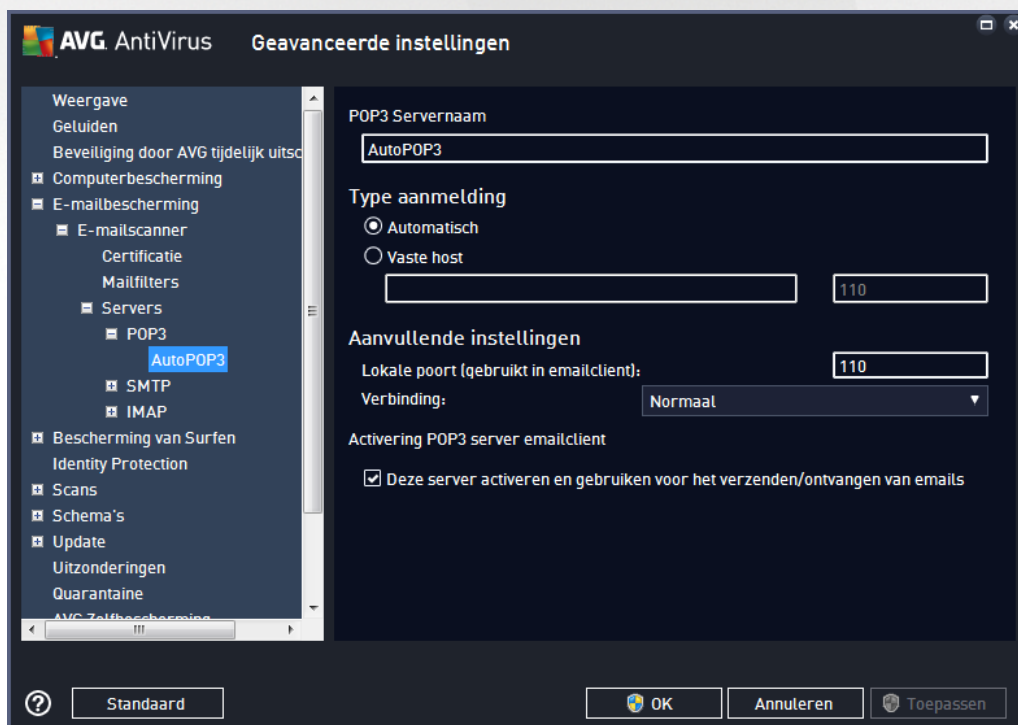 AVG AntiVirus Geavanceerde instellingen
Weergave
Geluiden
Beveiliging door AVG tijdelijk uitsc
Computerbescherming
E-mailbescherming
E-mailscanner
Certificatie
Mailfilters
Servers
POP3
AutoPOP3
SMTP
IMAP
Bescherming van Surfen
Identity Protection
Scans
Schema's
Update
Uitzonderingen
Quarantaine
AVG Zelfbescherming
POP3 Servernaam
AutoPOP3
Type aanmelding
Automatisch
Vaste host
110
Aanvullende instellingen
Lokale poort (gebruikt in emailclient): 110
Verbinding: Normaal
Activering POP3 server emailclient
Deze server activeren en gebruiken voor het verzenden/ontvangen van emails
? Standaard OK Annuleren Toepassen